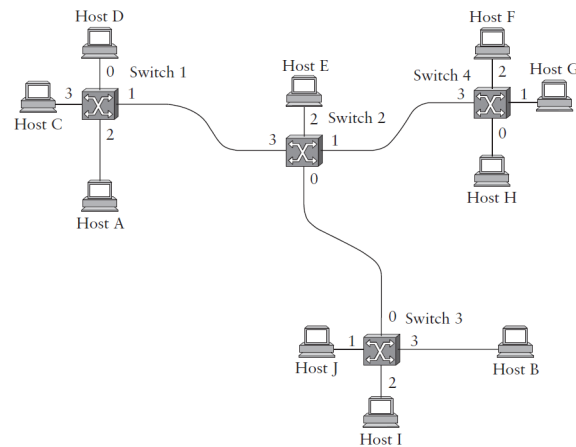 Host D
0
Switch 1
3
1
Host C
2
Host A
Host E
2
Switch 2
3
1
0
Host F
2
Switch 4
3
1
Host G
0
Host H
0
Switch 3
1
3
Host J
2
Host B
Host I